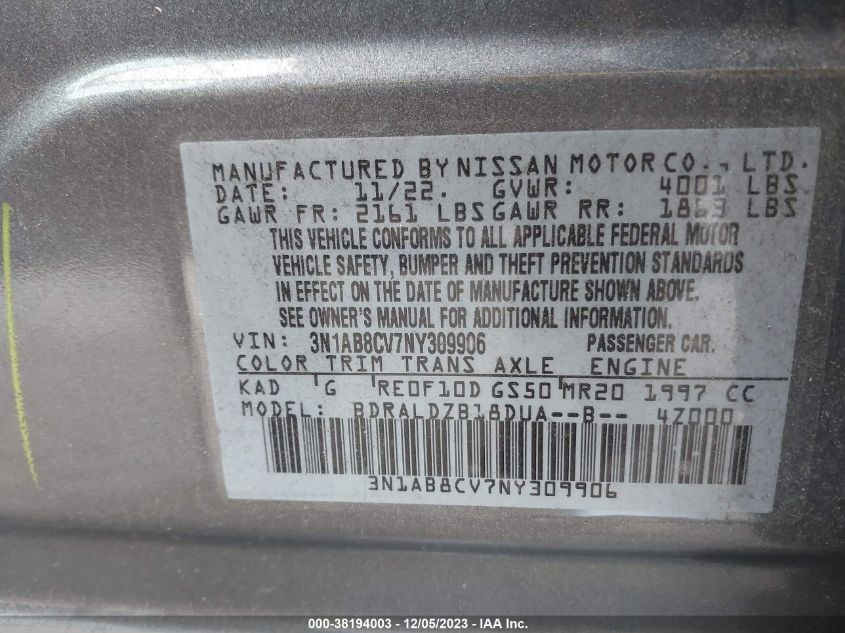 MANUFACTURED BY NISSAN MOTOR CO., LTD.
DATE: 11/22. GVWR: 4001 LBS
GAWR FR: 2161 LBS GAWR RR: 1863 LBS
THIS VEHICLE CONFORMS TO ALL APPLICABLE FEDERAL MOTOR
VEHICLE SAFETY, BUMPER AND THEFT PREVENTION STANDARDS
IN EFFECT ON THE DATE OF MANUFACTURE SHOWN ABOVE.
SEE OWNER'S MANUAL FOR ADDITIONAL INFORMATION.
VIN: 3N1AB8CV7NY309906 PASSENGER CAR.
COLOR TRIM TRANS AXLE ENGINE
KAD G RE0F10D GS50 MR20 1997 CC
MODEL: BDRALDZB18DUA--B-- 4Z000
3N1AB8CV7NY309906
000-38194003 - 12/05/2023 - © IAA Inc.